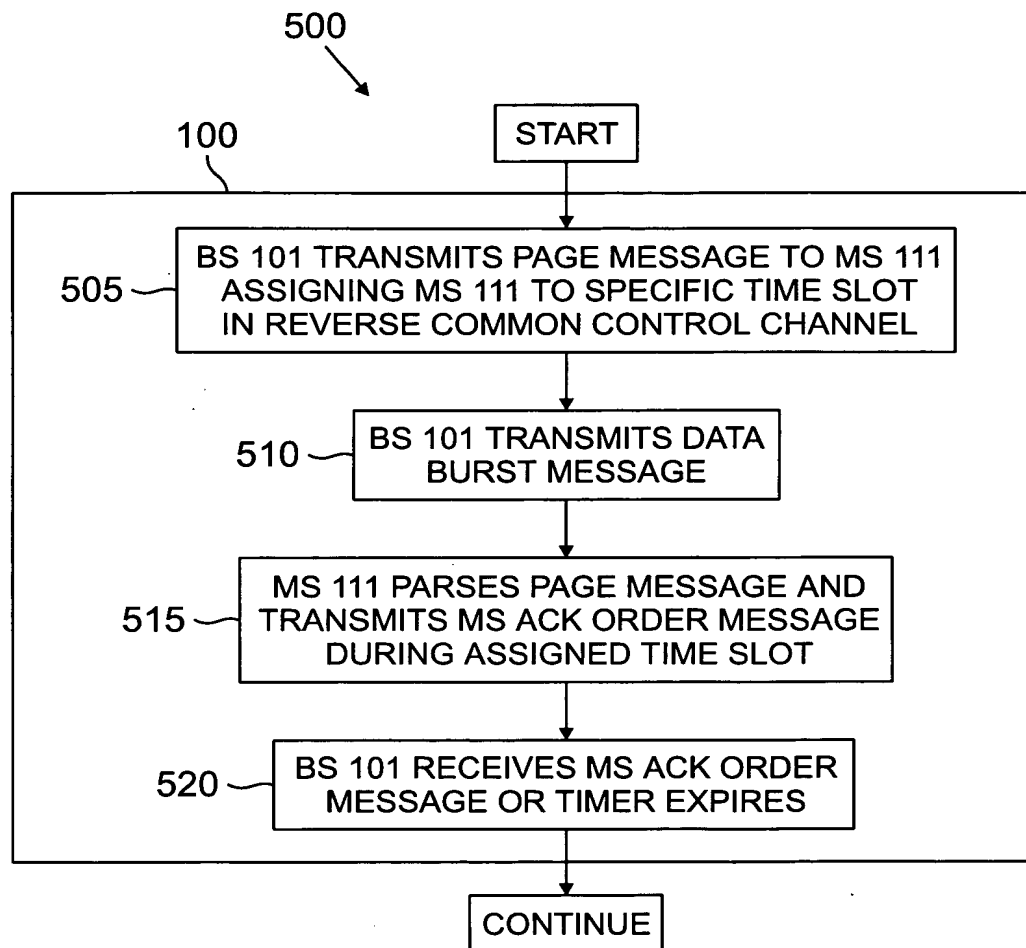 500
START
100
505
BS 101 TRANSMITS PAGE MESSAGE TO MS 111
ASSIGNING MS 111 TO SPECIFIC TIME SLOT
IN REVERSE COMMON CONTROL CHANNEL
510
BS 101 TRANSMITS DATA
BURST MESSAGE
515
MS 111 PARSES PAGE MESSAGE AND
TRANSMITS MS ACK ORDER MESSAGE
DURING ASSIGNED TIME SLOT
520
BS 101 RECEIVES MS ACK ORDER
MESSAGE OR TIMER EXPIRES
CONTINUE